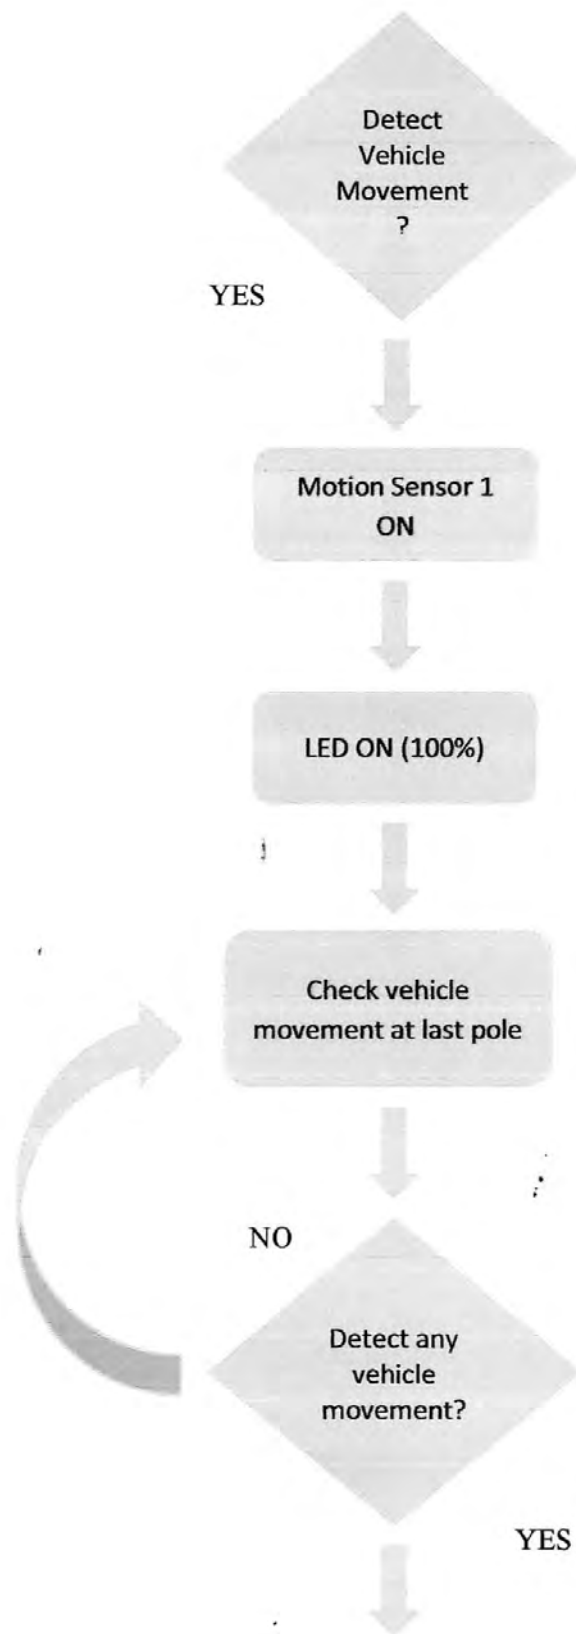 Detect
Vehicle
Movement
?
YES
Motion Sensor 1
ON
LED ON (100%)
Check vehicle
movement at last pole
NO
Detect any
vehicle
movement?
YES